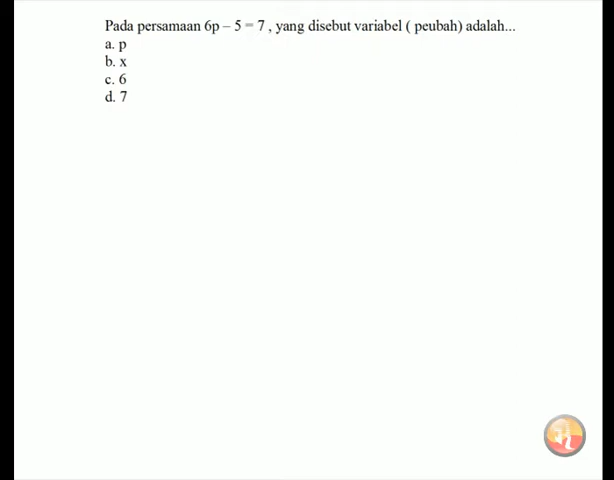 Pada persamaan 6p – 5 = 7 , yang disebut variabel ( peubah) adalah...
a. p
b. x
c. 6
d. 7